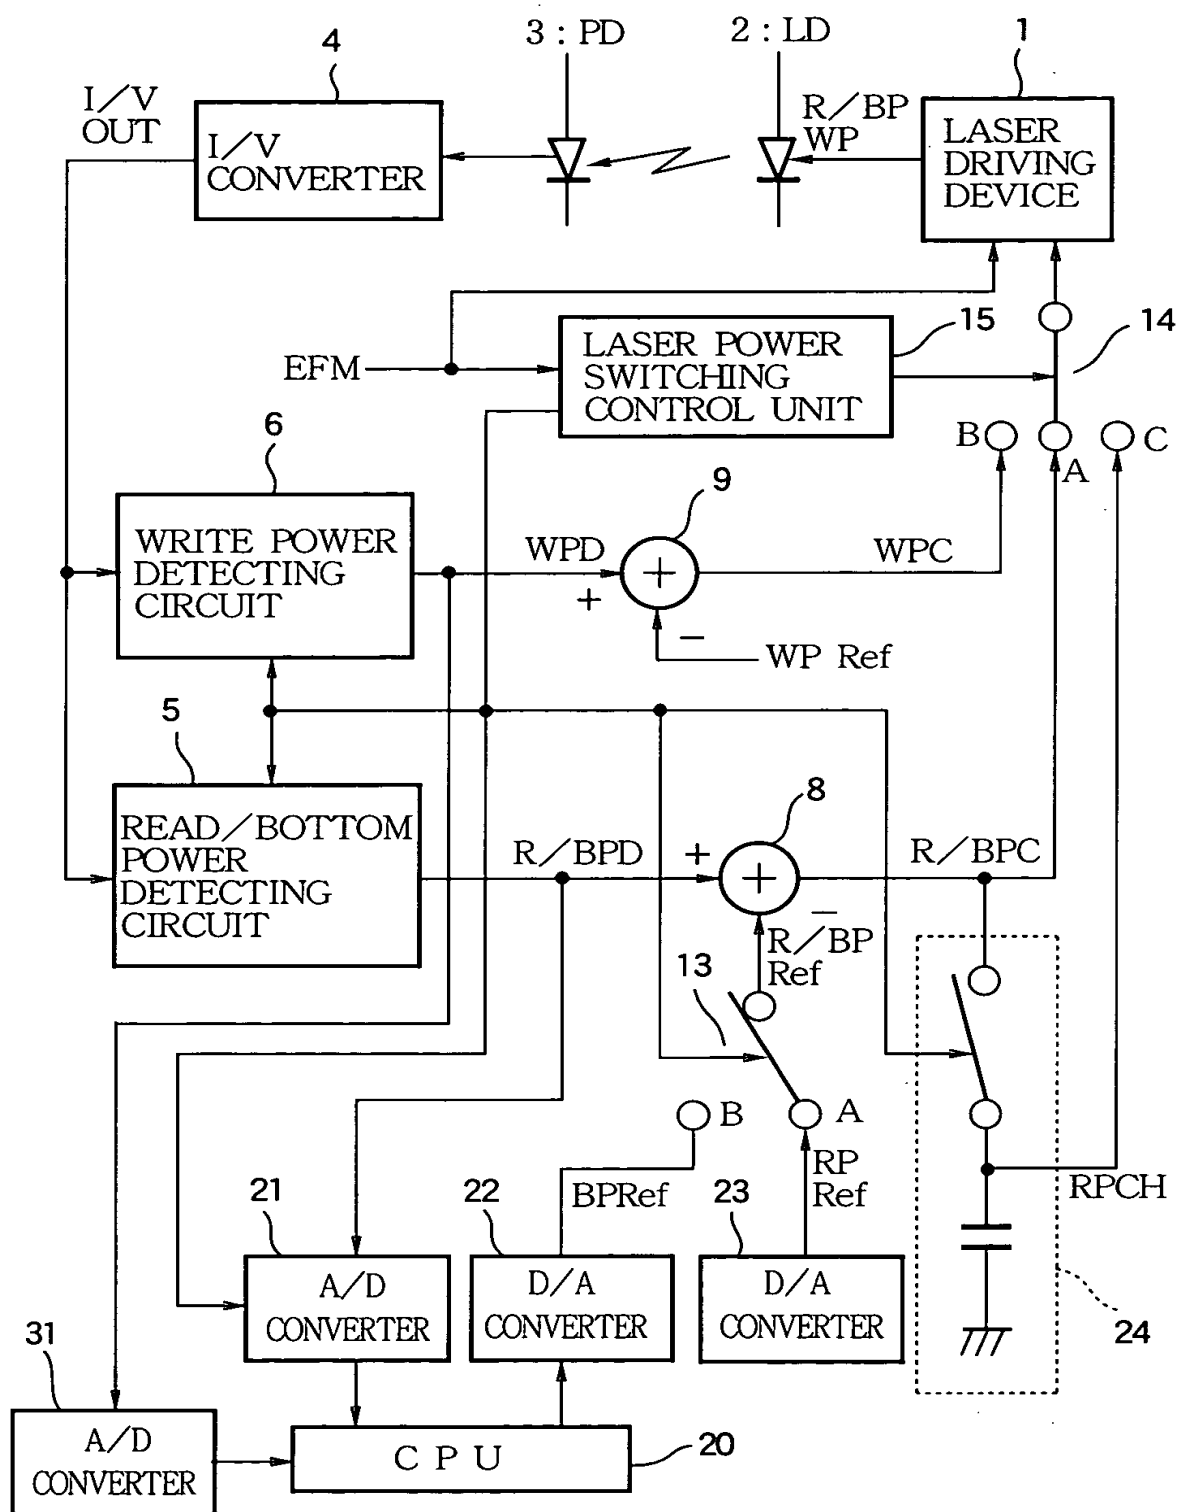 3 : PD
2 : LD
1
4
I/V
OUT
I/V
CONVERTER
R/BP
WP
LASER
DRIVING
DEVICE
15
14
EFM
LASER POWER
SWITCHING
CONTROL UNIT
6
B
A
C
9
WRITE POWER
DETECTING
CIRCUIT
WPD
+
+
WPC
−
WP Ref
5
8
READ/BOTTOM
POWER
DETECTING
CIRCUIT
R/BPD
+
+
R/BPC
−
R/BP
Ref
13
B
A
RP
Ref
BPRef
RPCH
21
22
23
A/D
CONVERTER
D/A
CONVERTER
D/A
CONVERTER
24
31
A/D
CONVERTER
CPU
20